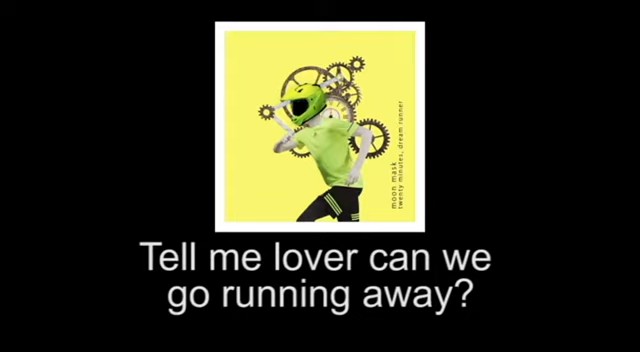 moon mask
twenty minutes, dream runner
Tell me lover can we
go running away?